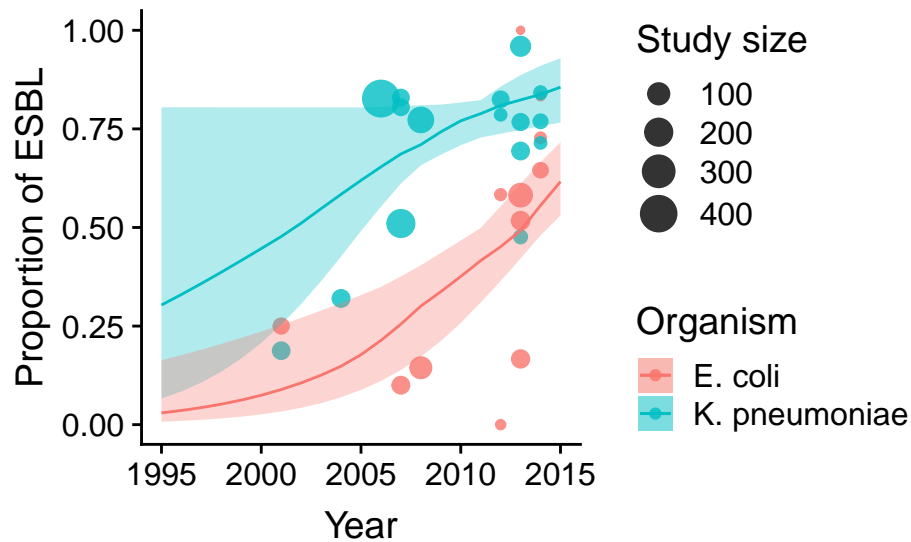 Proportion of ESBL
1.00
0.75
0.50
0.25
0.00
1995 2000 2005 2010 2015
Year
Study size
100
200
300
400
Organism
E. coli
K. pneumoniae